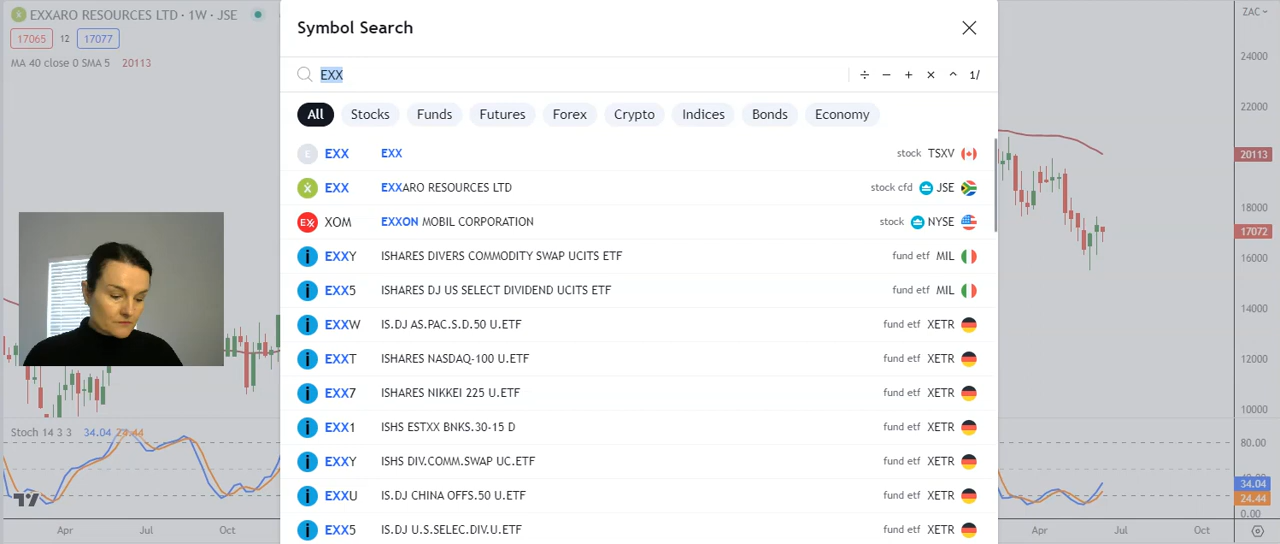 EXXARO RESOURCES LTD · 1W · JSE
17065 12 17077
MA 40 close 0 SMA 5 20113
Symbol Search
EXX
÷ − + × ^ 1/
All Stocks Funds Futures Forex Crypto Indices Bonds Economy
E EXX EXX stock TSXV
EXX EXXARO RESOURCES LTD stock cfd JSE
EXX XOM EXXON MOBIL CORPORATION stock NYSE
i EXXY ISHARES DIVERS COMMODITY SWAP UCITS ETF fund etf MIL
i EXX5 ISHARES DJ US SELECT DIVIDEND UCITS ETF fund etf MIL
i EXXW IS.DJ AS.PAC.S.D.50 U.ETF fund etf XETR
i EXXT ISHARES NASDAQ-100 U.ETF fund etf XETR
i EXX7 ISHARES NIKKEI 225 U.ETF fund etf XETR
i EXX1 ISHS ESTXX BNKS.30-15 D fund etf XETR
i EXXY ISHS DIV.COMM.SWAP UC.ETF fund etf XETR
i EXXU IS.DJ CHINA OFFS.50 U.ETF fund etf XETR
i EXX5 IS.DJ U.S.SELEC.DIV.U.ETF fund etf XETR
ZAC
24000
22000
20113
18000
17072
16000
14000
12000
10000
Stoch 14 3 3 34.04 24.44
80.00
34.04
24.44
0.00
Apr Jul Oct Apr Jul Oct